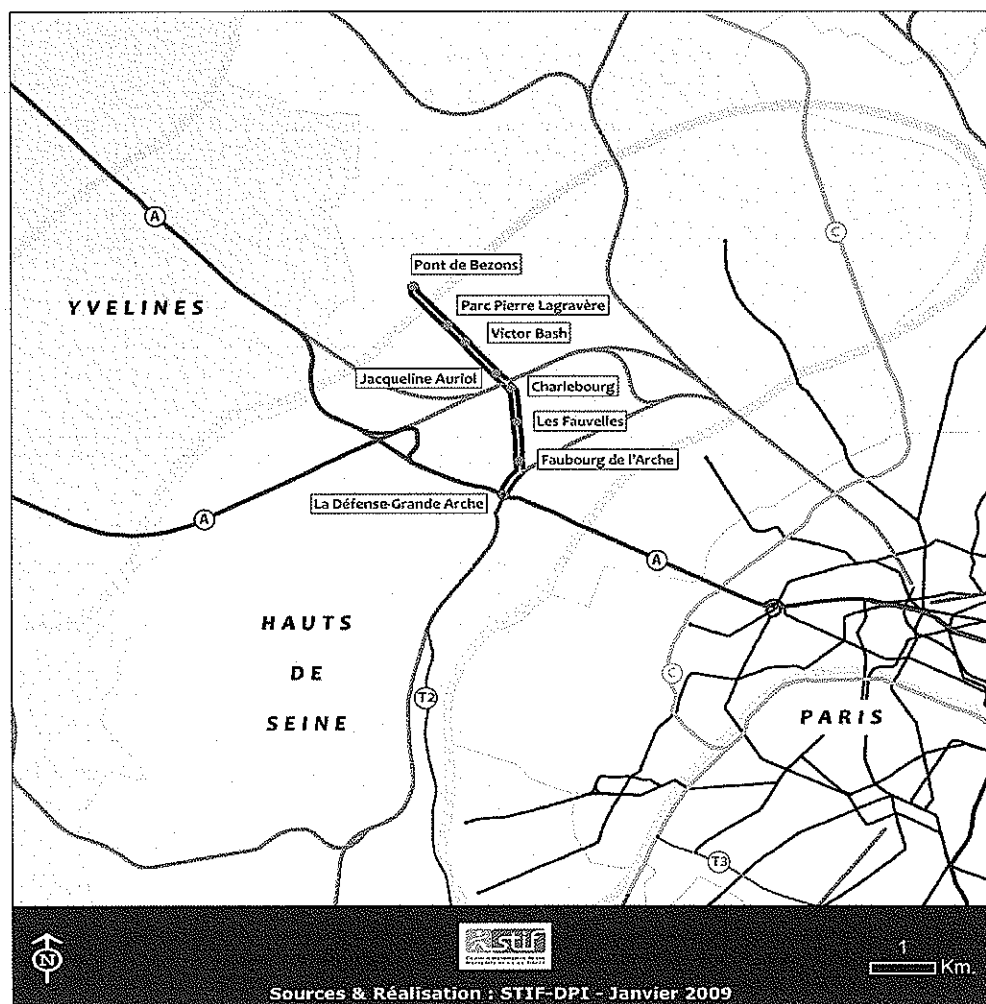 A
C
Pont de Bezons
YVELINES
Parc Pierre Lagravère
Victor Bash
Jacqueline Auriol
Charlebourg
Les Fauvelles
Faubourg de l'Arche
La Défense-Grande Arche
A
A
HAUTS
DE
SEINE
C
T2
PARIS
T3
N
stif
1
Km.
Sources & Réalisation : STIF-DPI - Janvier 2009